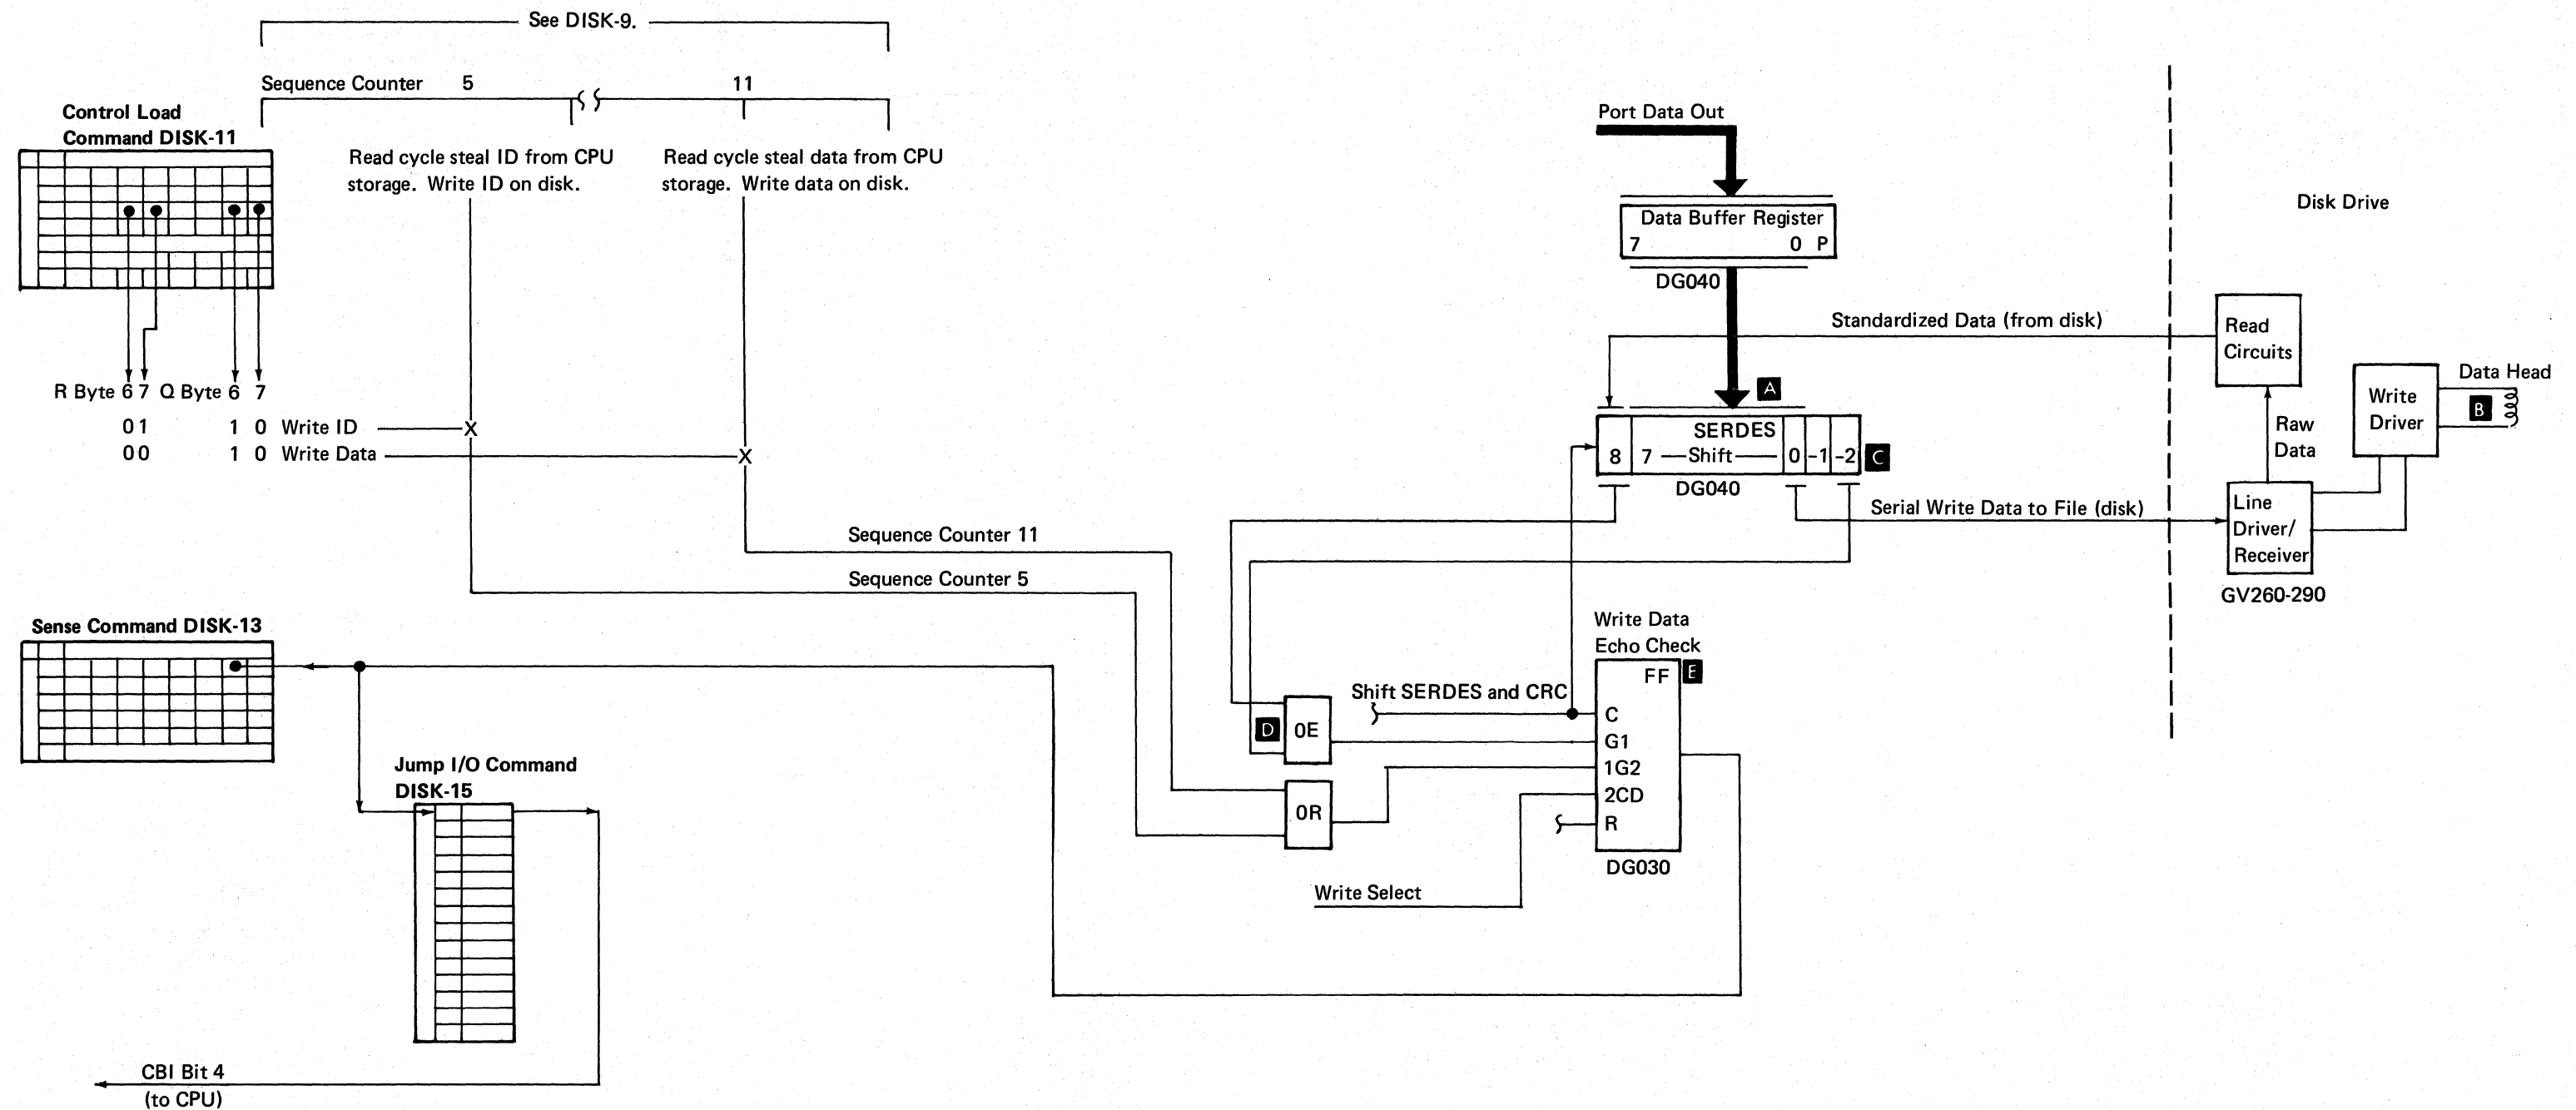 See DISK-9.
Sequence Counter 5 11
Control Load
Command DISK-11
Read cycle steal ID from CPU
storage. Write ID on disk.
Read cycle steal data from CPU
storage. Write data on disk.
R Byte 6 7 Q Byte 6 7
01 1 0 Write ID X
00 1 0 Write Data X
Sequence Counter 11
Sequence Counter 5
Sense Command DISK-13
Jump I/O Command
DISK-15
CBI Bit 4
(to CPU)
Port Data Out
Data Buffer Register
7 0 P
DG040
Standardized Data (from disk)
A
SERDES
8 7 Shift 0 -1 -2 C
DG040
Serial Write Data to File (disk)
Write Data
Echo Check
FF E
Shift SERDES and CRC
C
D OE
G1
1G2
2CD
OR
R
DG030
Write Select
Disk Drive
Read
Circuits
Raw
Data
Write
Driver
Data Head
B
Line
Driver/
Receiver
GV260-290